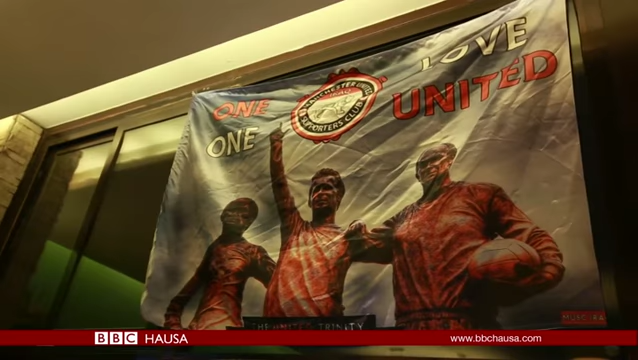 ONE LOVE
ONE UNITED
MANCHESTER UNITED
SUPPORTERS CLUB
THE UNITED TRINITY
BBC HAUSA
www.bbchausa.com